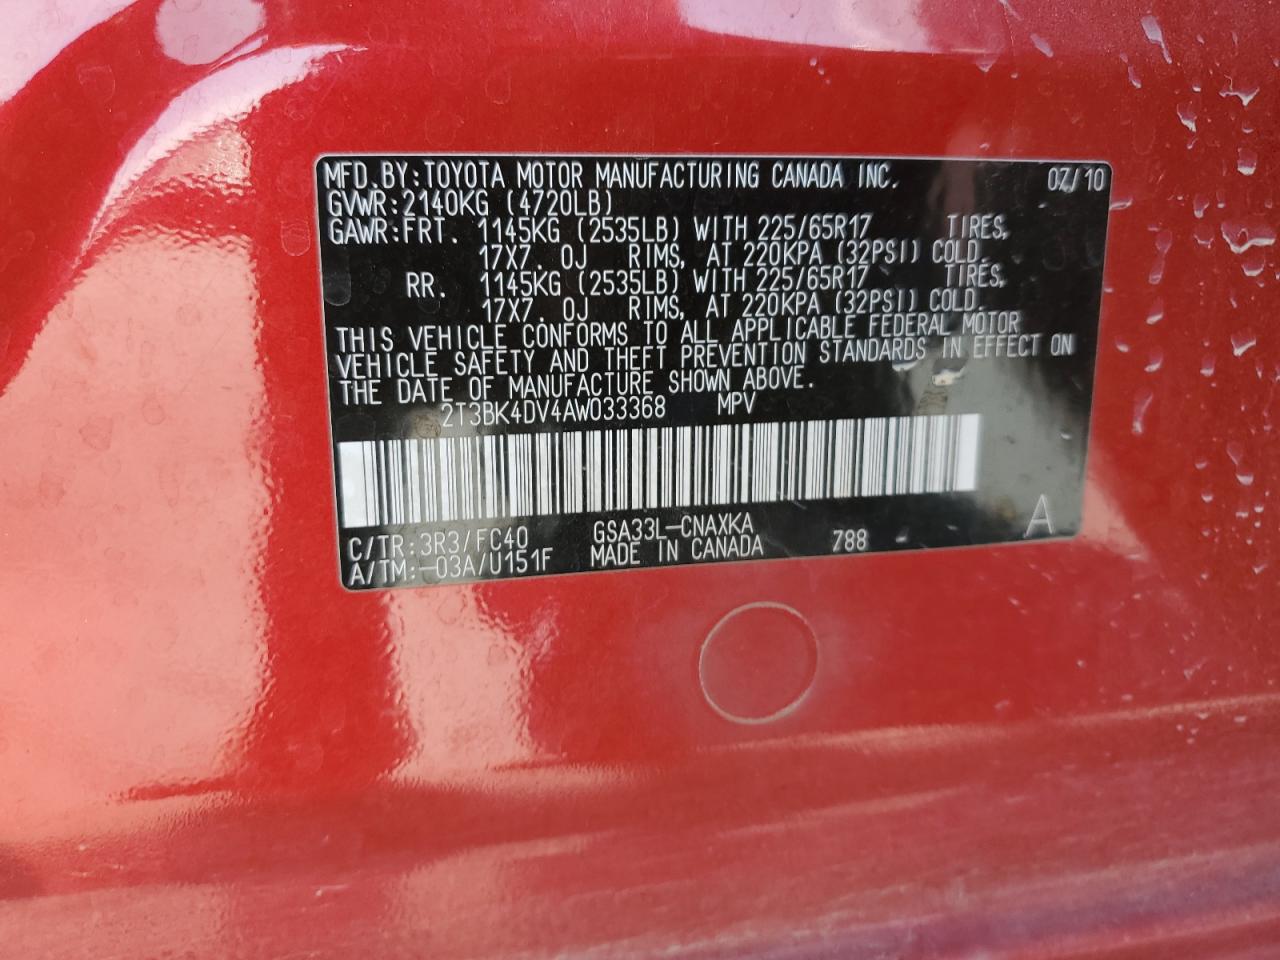 MFD.BY:TOYOTA MOTOR MANUFACTURING CANADA INC. 07/10
GVWR:2140KG (4720LB)
GAWR:FRT. 1145KG (2535LB) WITH 225/65R17 TIRES,
17X7. 0J RIMS, AT 220KPA (32PSI) COLD.
RR. 1145KG (2535LB) WITH 225/65R17 TIRES,
17X7. 0J RIMS, AT 220KPA (32PSI) COLD.
THIS VEHICLE CONFORMS TO ALL APPLICABLE FEDERAL MOTOR
VEHICLE SAFETY AND THEFT PREVENTION STANDARDS IN EFFECT ON
THE DATE OF MANUFACTURE SHOWN ABOVE.
2T3BK4DV4AW033368 MPV
C/TR:3R3/FC40 GSA33L-CNAXKA A
A/TM:-03A/U151F MADE IN CANADA 788